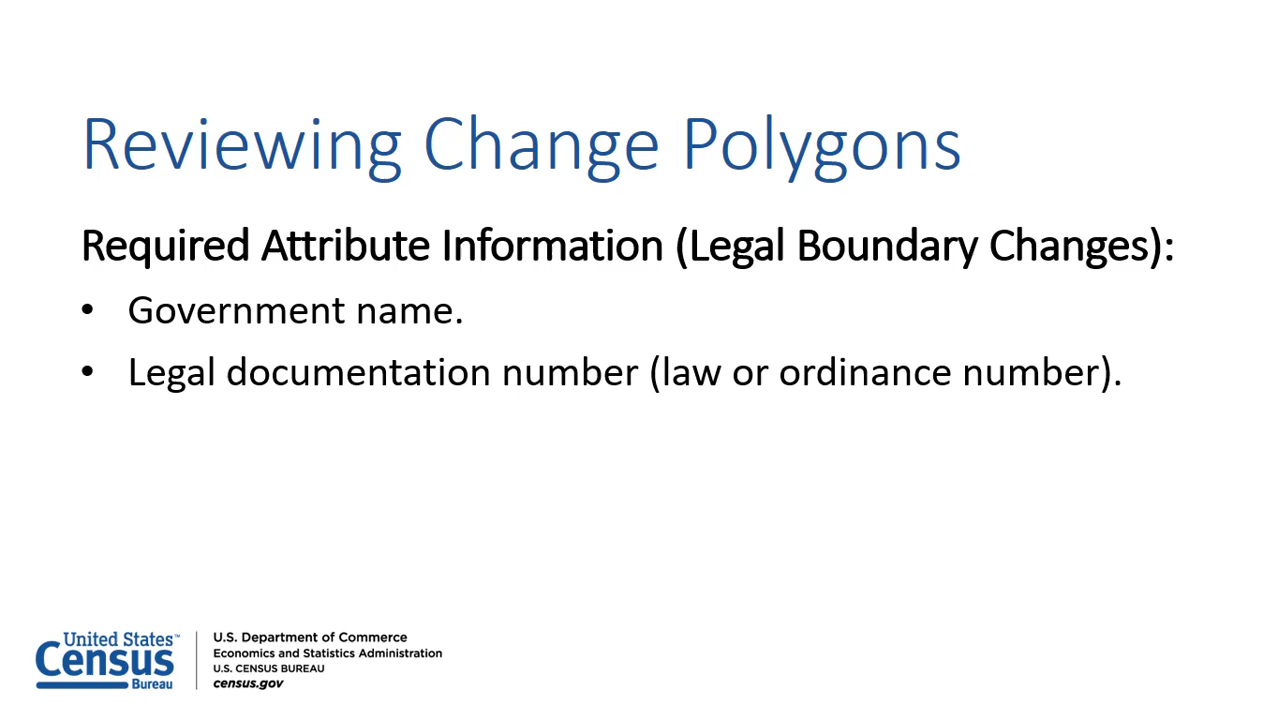 Reviewing Change Polygons
Required Attribute Information (Legal Boundary Changes):
• Government name.
• Legal documentation number (law or ordinance number).
United States™
Census
Bureau
U.S. Department of Commerce
Economics and Statistics Administration
U.S. CENSUS BUREAU
census.gov